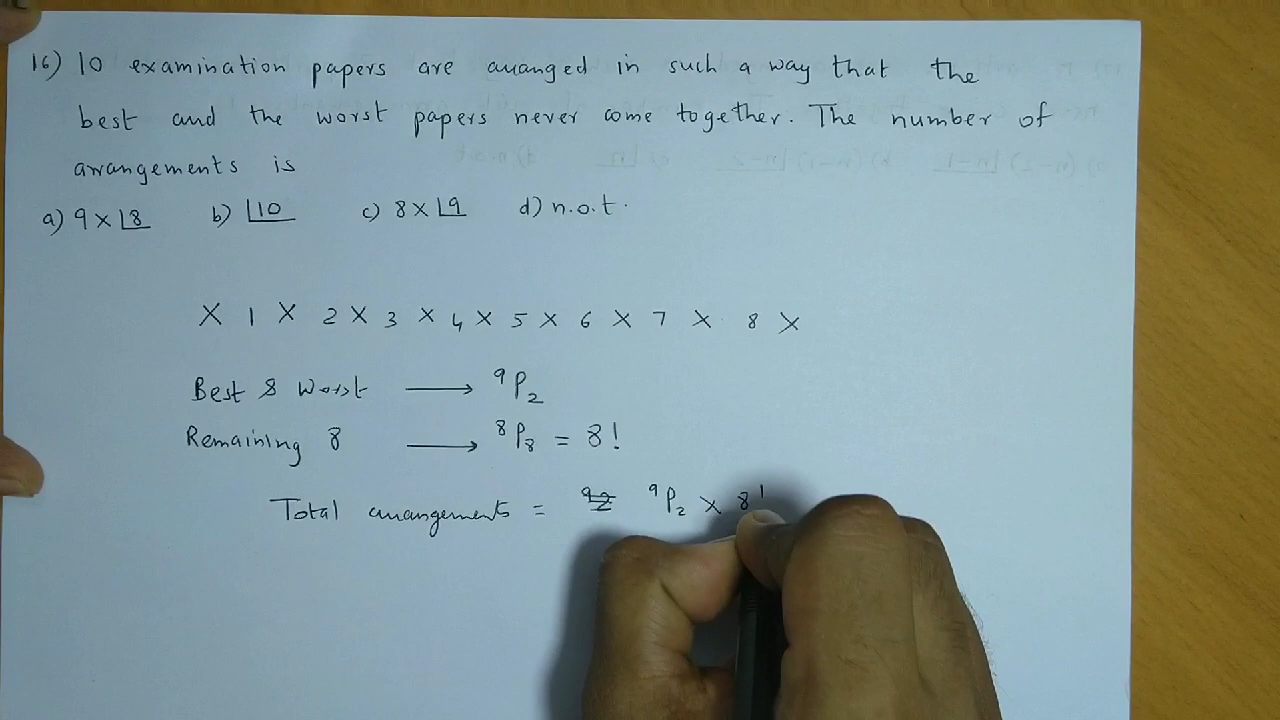 16) 10 examination papers are arranged in such a way that the
best and the worst papers never come together. The number of
arrangements is
a) 9 × |8 b) |10 c) 8 × |9 d) n.o.t.
X 1 X 2 X 3 X 4 X 5 X 6 X 7 X 8 X
Best & Worst → ⁹P₂
Remaining 8 → ⁸P₈ = 8!
Total arrangements = ⁹P₂ × 8!